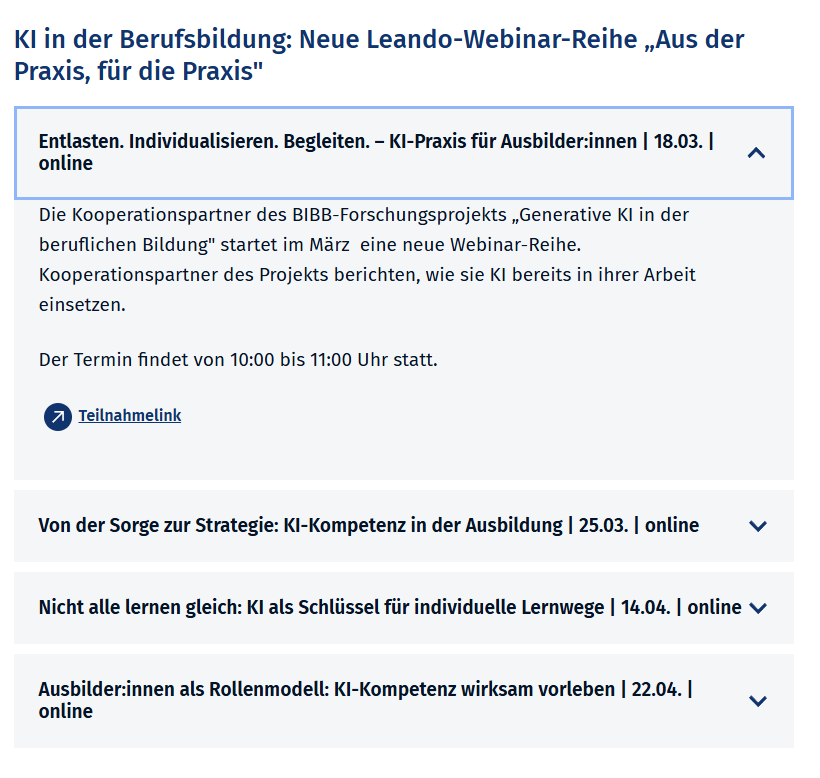 KI in der Berufsbildung: Neue Leando-Webinar-Reihe „Aus der
Praxis, für die Praxis"
Entlasten. Individualisieren. Begleiten. – KI-Praxis für Ausbilder:innen | 18.03. |
online
Die Kooperationspartner des BIBB-Forschungsprojekts „Generative KI in der
beruflichen Bildung" startet im März  eine neue Webinar-Reihe.
Kooperationspartner des Projekts berichten, wie sie KI bereits in ihrer Arbeit
einsetzen.
Der Termin findet von 10:00 bis 11:00 Uhr statt.
Teilnahmelink
Von der Sorge zur Strategie: KI-Kompetenz in der Ausbildung | 25.03. | online
Nicht alle lernen gleich: KI als Schlüssel für individuelle Lernwege | 14.04. | online
Ausbilder:innen als Rollenmodell: KI-Kompetenz wirksam vorleben | 22.04. |
online